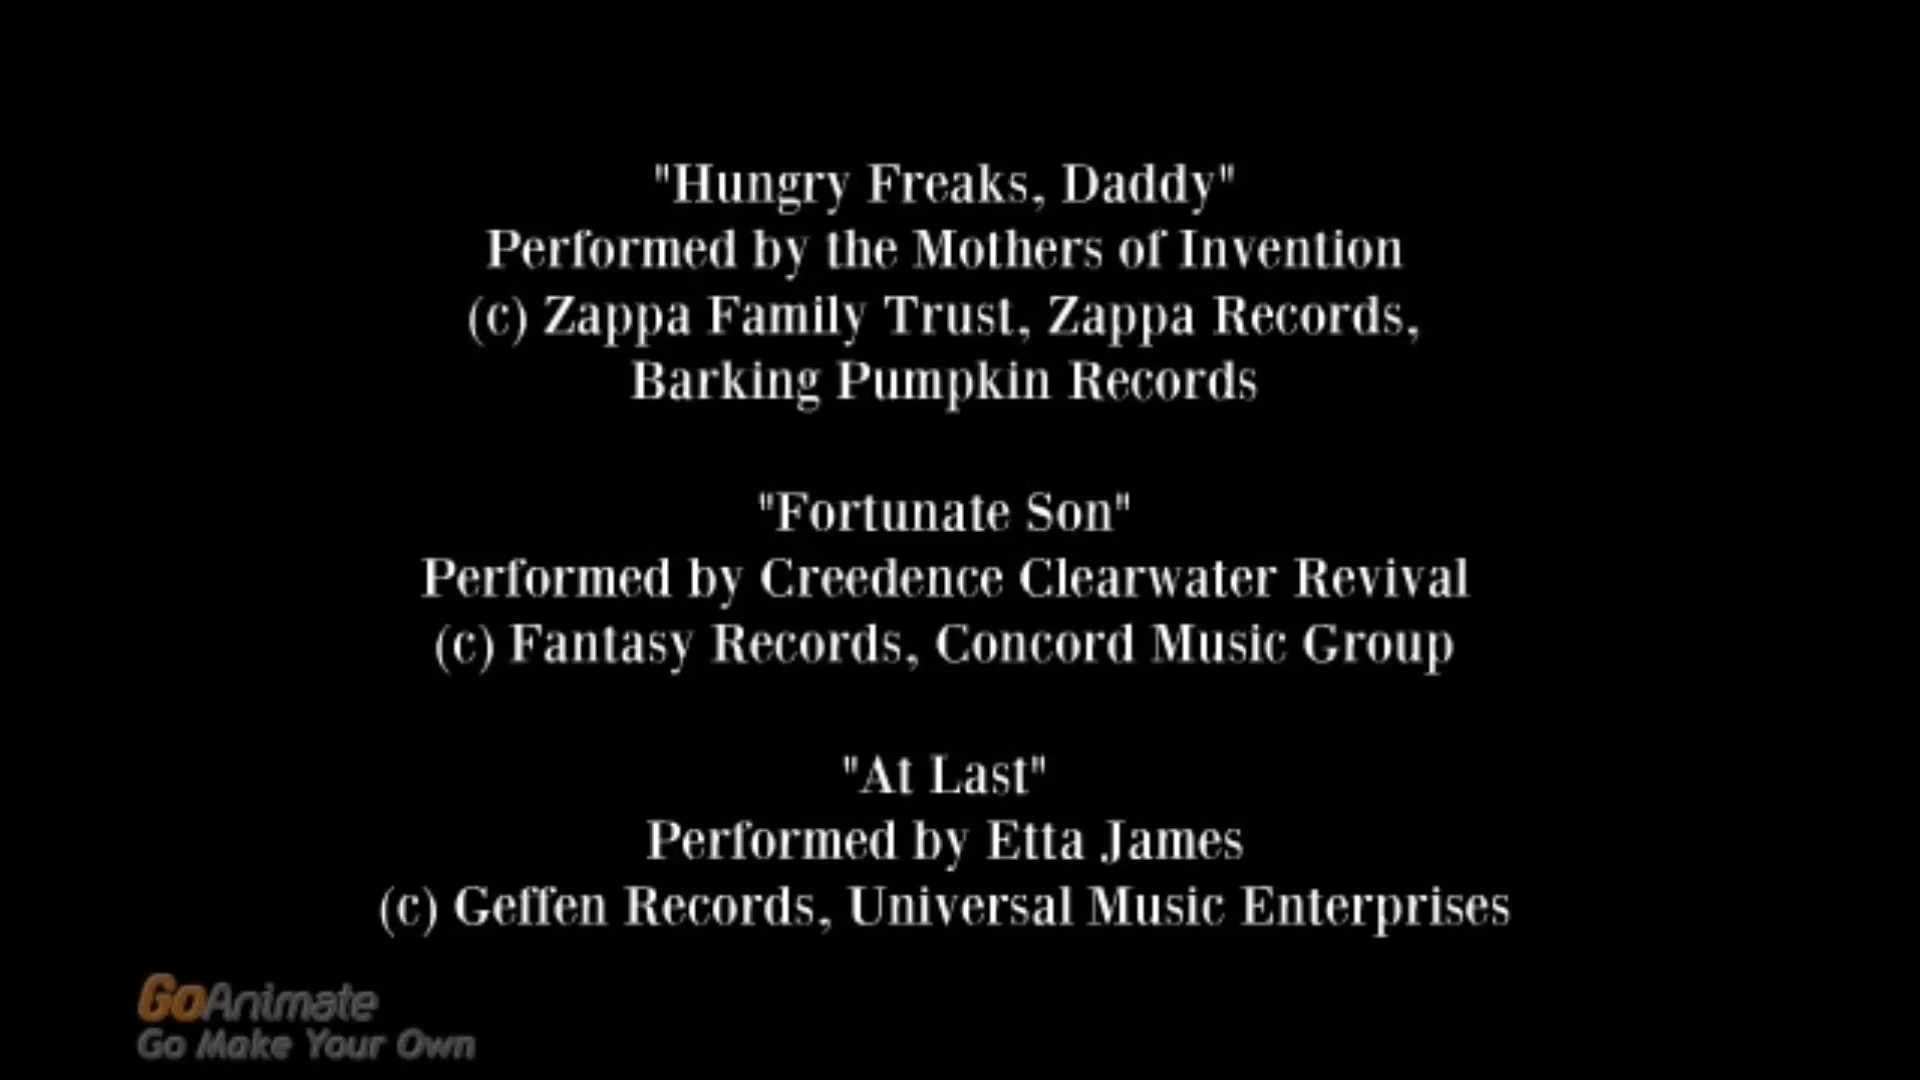 "Hungry Freaks, Daddy"
Performed by the Mothers of Invention
(c) Zappa Family Trust, Zappa Records,
Barking Pumpkin Records
"Fortunate Son"
Performed by Creedence Clearwater Revival
(c) Fantasy Records, Concord Music Group
"At Last"
Performed by Etta James
(c) Geffen Records, Universal Music Enterprises
GoAnimate
Go Make Your Own